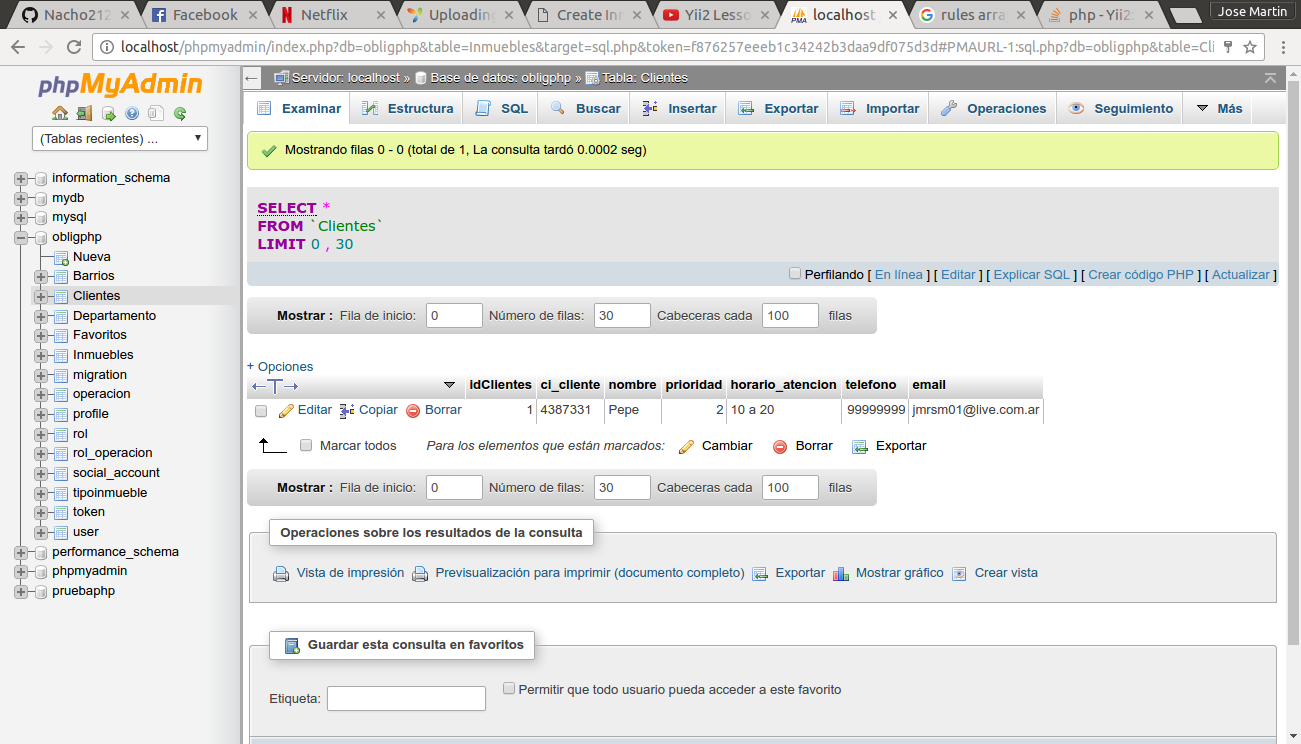 Nacho212
Facebook
Netflix
Uploading
Create Inm
Yii2 Lesso
localhost
rules arra
php - Yii2
Jose Martin
localhost/phpmyadmin/index.php?db=obligphp&table=Inmuebles&target=sql.php&token=f876257eeeb1c34242b3daa9df075d3d#PMAURL-1:sql.php?db=obligphp&table=Cli
phpMyAdmin
(Tablas recientes) ...
information_schema
mydb
mysql
obligphp
Nueva
Barrios
Clientes
Departamento
Favoritos
Inmuebles
migration
operacion
profile
rol
rol_operacion
social_account
tipoinmueble
token
user
performance_schema
phpmyadmin
pruebaphp
Servidor: localhost » Base de datos: obligphp » Tabla: Clientes
Examinar Estructura SQL Buscar Insertar Exportar Importar Operaciones Seguimiento Más
Mostrando filas 0 - 0 (total de 1, La consulta tardó 0.0002 seg)
SELECT *
FROM `Clientes`
LIMIT 0 , 30
Perfilando [ En línea ] [ Editar ] [ Explicar SQL ] [ Crear código PHP ] [ Actualizar ]
Mostrar : Fila de inicio: 0 Número de filas: 30 Cabeceras cada 100 filas
+ Opciones
←T→ idClientes ci_cliente nombre prioridad horario_atencion telefono email
Editar Copiar Borrar 1 4387331 Pepe 2 10 a 20 99999999 jmrsm01@live.com.ar
Marcar todos Para los elementos que están marcados: Cambiar Borrar Exportar
Mostrar : Fila de inicio: 0 Número de filas: 30 Cabeceras cada 100 filas
Operaciones sobre los resultados de la consulta
Vista de impresión Previsualización para imprimir (documento completo) Exportar Mostrar gráfico Crear vista
Guardar esta consulta en favoritos
Etiqueta: Permitir que todo usuario pueda acceder a este favorito